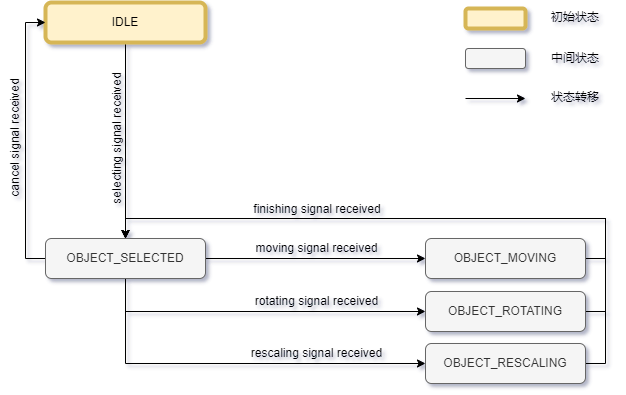 IDLE
初始状态
中间状态
状态转移
cancel signal received
selecting signal received
finishing signal received
OBJECT_SELECTED
moving signal received
OBJECT_MOVING
rotating signal received
OBJECT_ROTATING
rescaling signal received
OBJECT_RESCALING